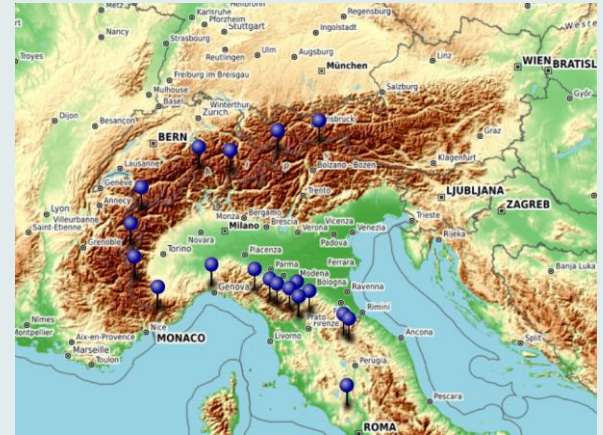 Metz
Karlsruhe
Regensburg
Pforzheim
Stuttgart
Ingolstadt
Nancy
Strasbourg
Troyes
Reutlingen
Ulm
Augsburg
Linz
WIEN
BRATISL
München
Freiburg im Breisgau
Salzburg
Mulhouse
Basel
Winterthur
Zürich
Győr
Dijon
Besançon
nsbruck
BERN
Graz
Lausanne
Bolzano - Bozen
Klagenfurt
Genève
Annecy
Trento
LJUBLJANA
ZAGREB
Lyon
Villeurbanne
Saint-Etienne
Monza
Bergamo
Milano
Brescia
Vicenza
Verona
Venezia
Trieste
Rijeka
Novara
Padova
Grenoble
Torino
Piacenza
Ferrara
Parma
Modena
Bologna
Banja Luka
Genova
Ravenna
Rimini
Nîmes
Nice
Prato
Firenze
Montpellier
Aix-en-Provence
MONACO
Livorno
Ancona
Split
Marseille
Toulon
Perugia
Pescara
ROMA